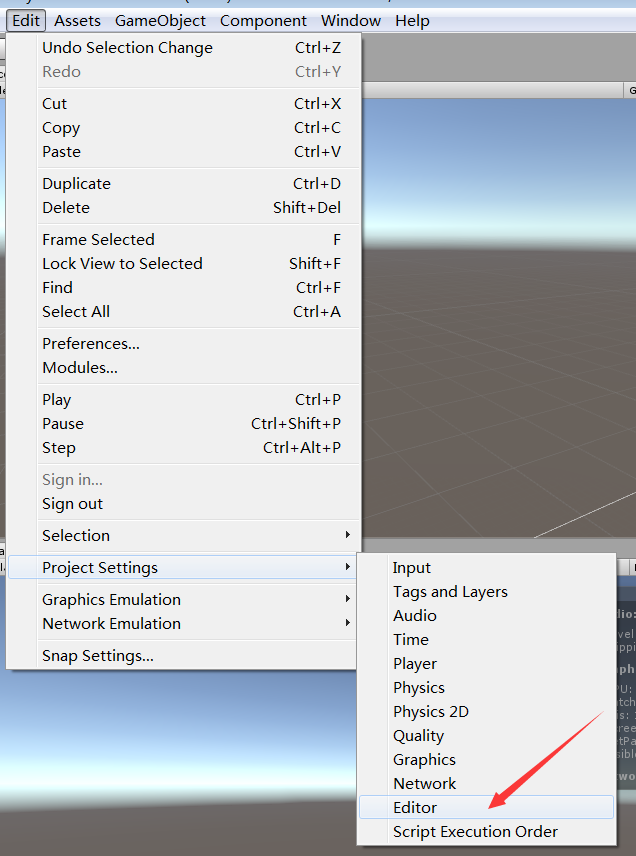 Edit Assets GameObject Component Window Help
Undo Selection Change Ctrl+Z
Redo Ctrl+Y
Cut Ctrl+X
Copy Ctrl+C
Paste Ctrl+V
Duplicate Ctrl+D
Delete Shift+Del
Frame Selected F
Lock View to Selected Shift+F
Find Ctrl+F
Select All Ctrl+A
Preferences...
Modules...
Play Ctrl+P
Pause Ctrl+Shift+P
Step Ctrl+Alt+P
Sign in...
Sign out
Selection
Project Settings
Graphics Emulation
Network Emulation
Snap Settings...
Input
Tags and Layers
Audio
Time
Player
Physics
Physics 2D
Quality
Graphics
Network
Editor
Script Execution Order